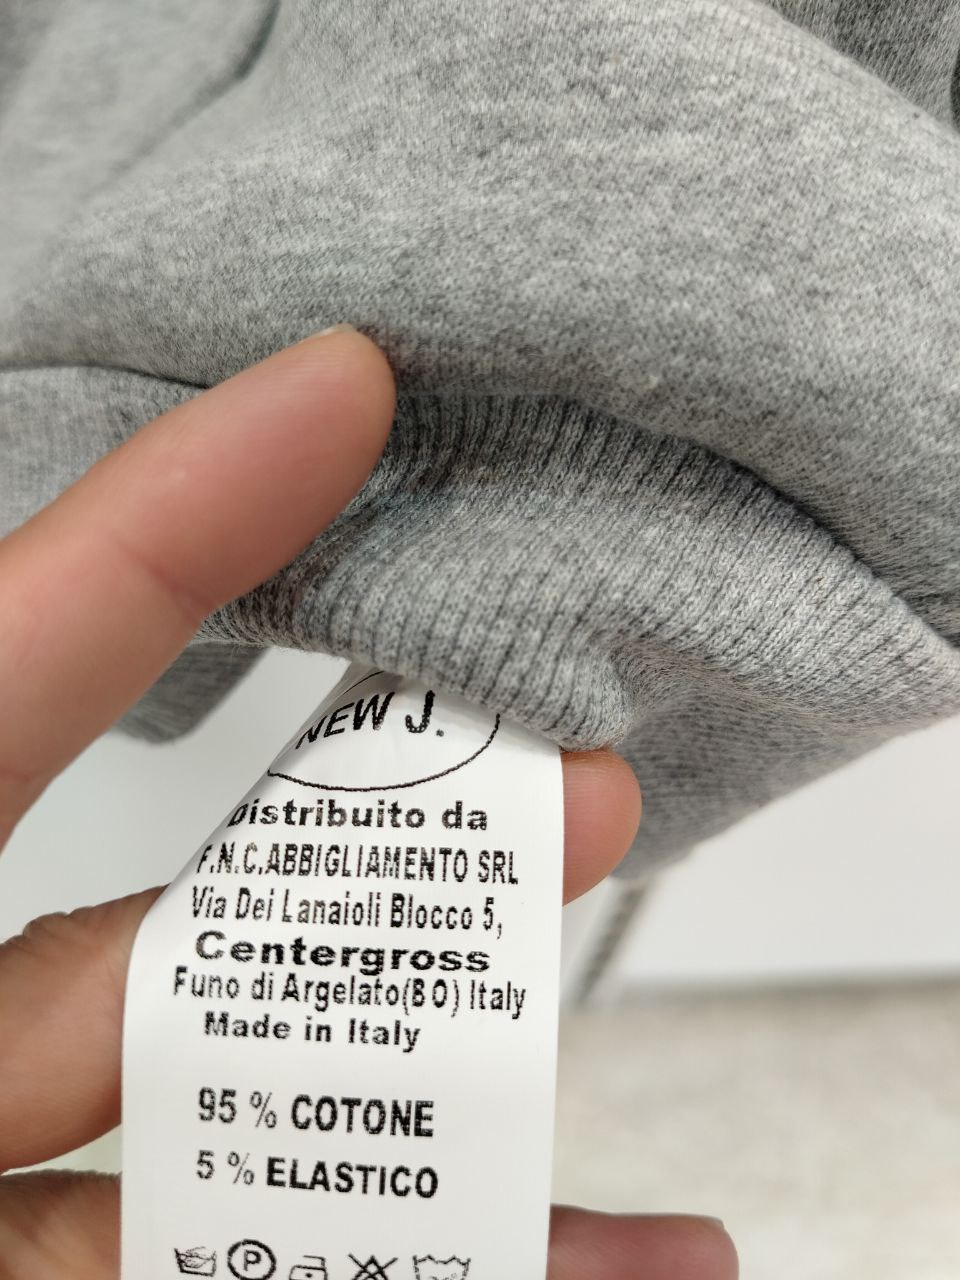 NEW J.
Distribuito da
F.N.C.ABBIGLIAMENTO SRL
Via Dei Lanaioli Blocco 5,
Centergross
Funo di Argelato(BO) Italy
Made in Italy
95 % COTONE
5 % ELASTICO
P